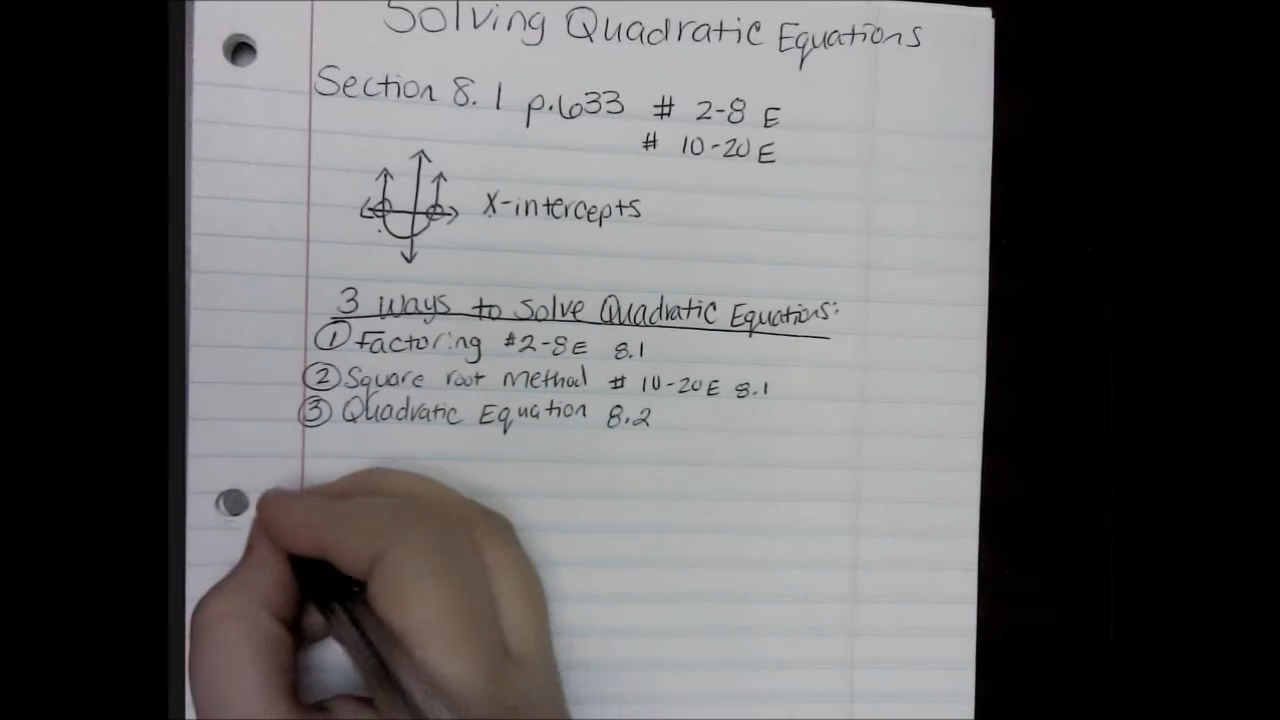 Solving Quadratic Equations
Section 8.1 p.633 # 2-8 E
# 10-20 E
X-intercepts
3 Ways to Solve Quadratic Equations:
① Factoring #2-8E 8.1
② Square root Method # 10-20E 8.1
③ Quadratic Equation 8.2